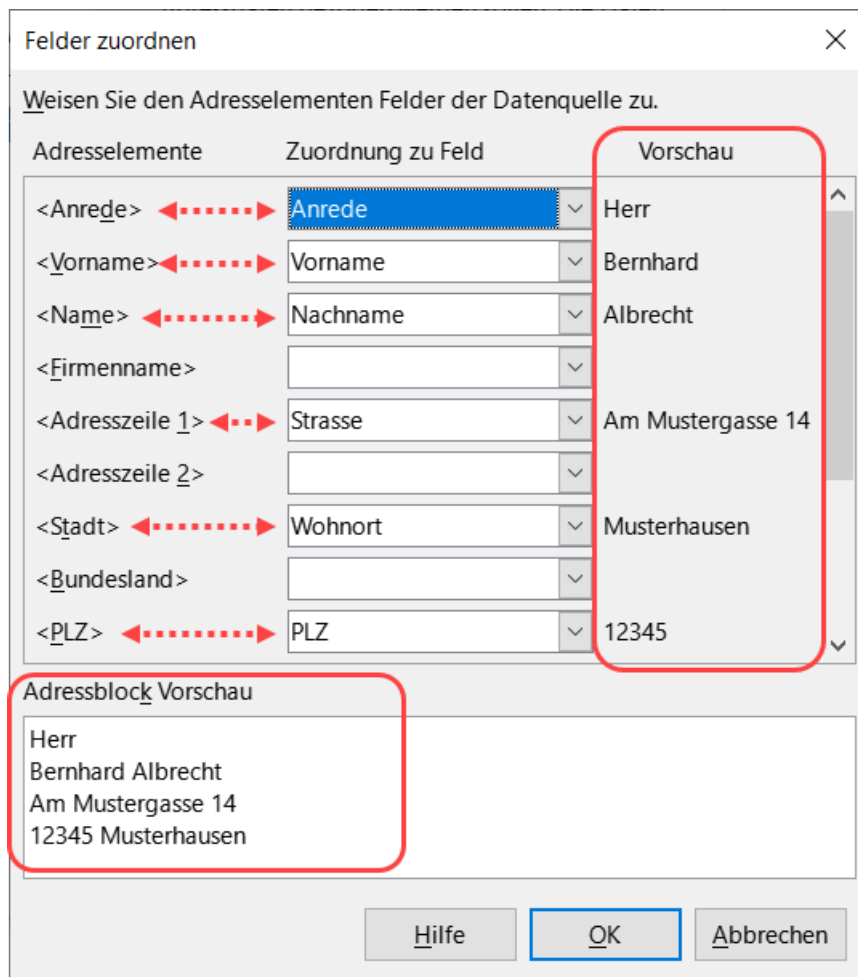 Felder zuordnen
Weisen Sie den Adresselementen Felder der Datenquelle zu.
Adresselemente Zuordnung zu Feld Vorschau
<Anrede> Anrede Herr
<Vorname> Vorname Bernhard
<Name> Nachname Albrecht
<Firmenname>
<Adresszeile 1> Strasse Am Mustergasse 14
<Adresszeile 2>
<Stadt> Wohnort Musterhausen
<Bundesland>
<PLZ> PLZ 12345
Adressblock Vorschau
Herr
Bernhard Albrecht
Am Mustergasse 14
12345 Musterhausen
Hilfe OK Abbrechen